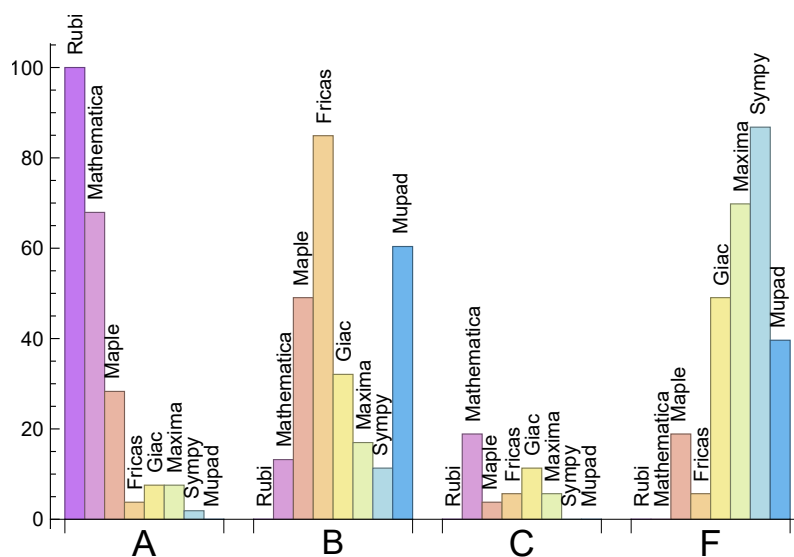 100
80
60
40
20
0
Rubi
Mathematica
Maple
Fricas
Giac
Maxima
Sympy
Mupad
A
Rubi
Mathematica
Maple
Fricas
Giac
Maxima
Sympy
Mupad
B
Rubi
Mathematica
Maple
Fricas
Giac
Maxima
Sympy
Mupad
C
Rubi
Mathematica
Maple
Fricas
Giac
Maxima
Sympy
Mupad
F